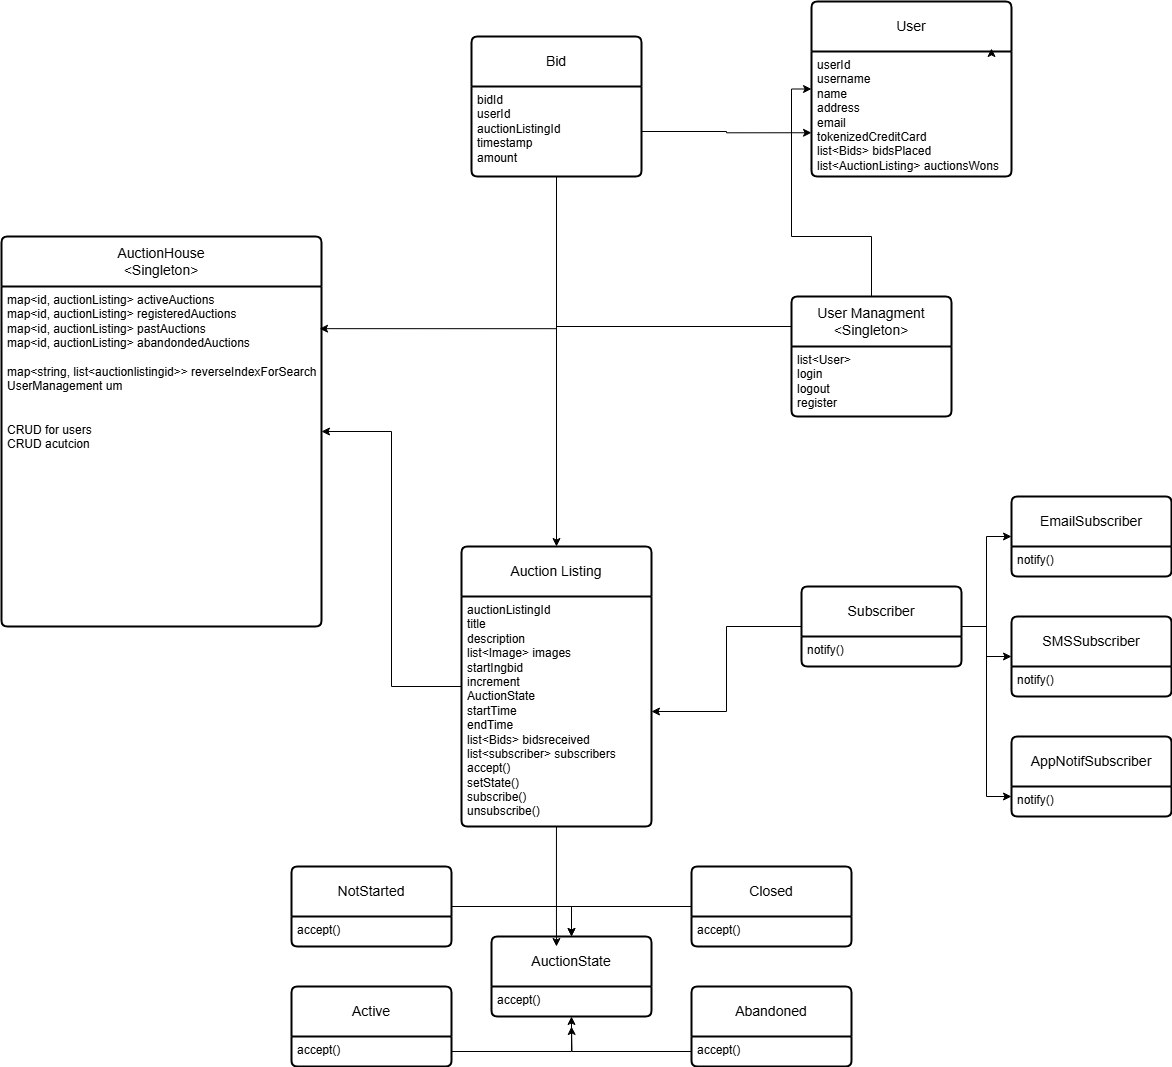 User
userId
username
name
address
email
tokenizedCreditCard
list<Bids> bidsPlaced
list<AuctionListing> auctionsWons
Bid
bidId
userId
auctionListingId
timestamp
amount
AuctionHouse
<Singleton>
map<id, auctionListing> activeAuctions
map<id, auctionListing> registeredAuctions
map<id, auctionListing> pastAuctions
map<id, auctionListing> abandondedAuctions
map<string, list<auctionlistingid>> reverseIndexForSearch
UserManagement um
CRUD for users
CRUD acutcion
User Managment
<Singleton>
list<User>
login
logout
register
Auction Listing
auctionListingId
title
description
list<Image> images
startIngbid
increment
AuctionState
startTime
endTime
list<Bids> bidsreceived
list<subscriber> subscribers
accept()
setState()
subscribe()
unsubscribe()
Subscriber
notify()
EmailSubscriber
notify()
SMSSubscriber
notify()
AppNotifSubscriber
notify()
NotStarted
accept()
Closed
accept()
AuctionState
accept()
Active
accept()
Abandoned
accept()